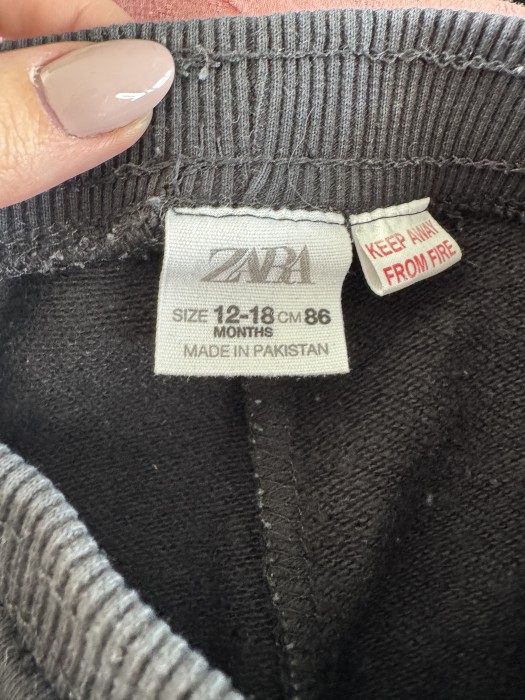 ZARA
SIZE 12-18 CM 86
MONTHS
MADE IN PAKISTAN
KEEP AWAY
FROM FIRE